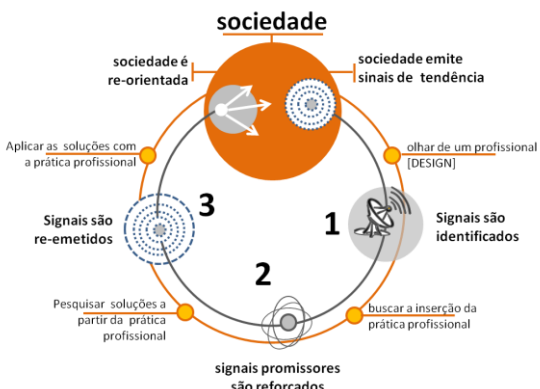 sociedade
sociedade é
re-orientada
sociedade emite
sinais de tendência
Aplicar as soluções com
a prática profissional
olhar de um profissional
[DESIGN]
Signais são
re-emetidos
3
1
Signais são
identificados
2
Pesquisar soluções a
partir da prática
profissional
buscar a inserção da
prática profissional
signais promissores
são reforçados